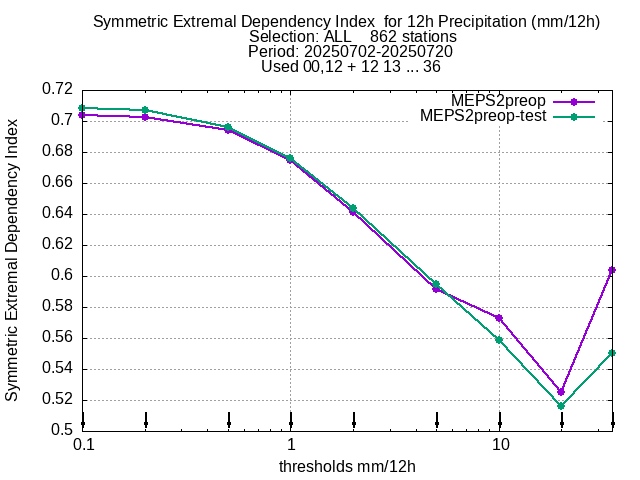 Symmetric Extremal Dependency Index  for 12h Precipitation (mm/12h)
Selection: ALL    862 stations
Period: 20250702-20250720
Used 00,12 + 12 13 ... 36
MEPS2preop
MEPS2preop-test
Symmetric Extremal Dependency Index
0.72
0.7
0.68
0.66
0.64
0.62
0.6
0.58
0.56
0.54
0.52
0.5
0.1 1 10
thresholds mm/12h